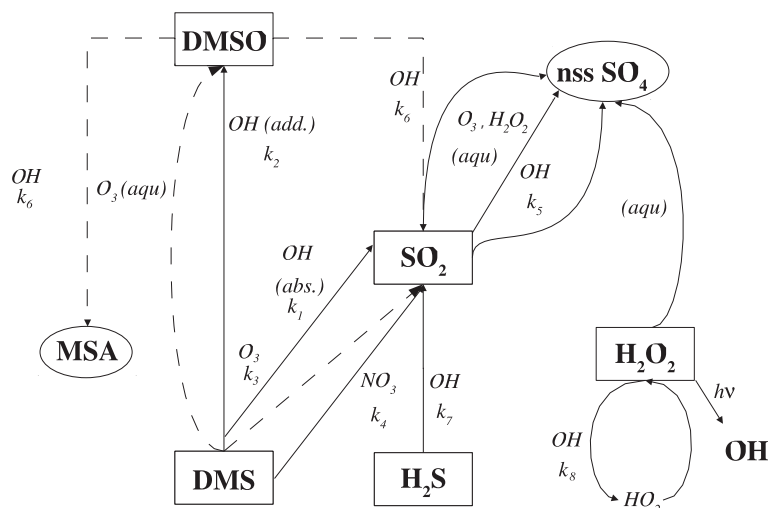 DMSO
nss SO₄
OH
k₆
O₃ , H₂O₂
(aqu)
OH (add.)
k₂
OH
k₆
O₃ (aqu)
OH
k₅
(aqu)
OH
(abs.)
k₁
SO₂
MSA
O₃
k₃
H₂O₂
NO₃
k₄
OH
k₇
hν
OH
k₈
OH
DMS
H₂S
HO₂